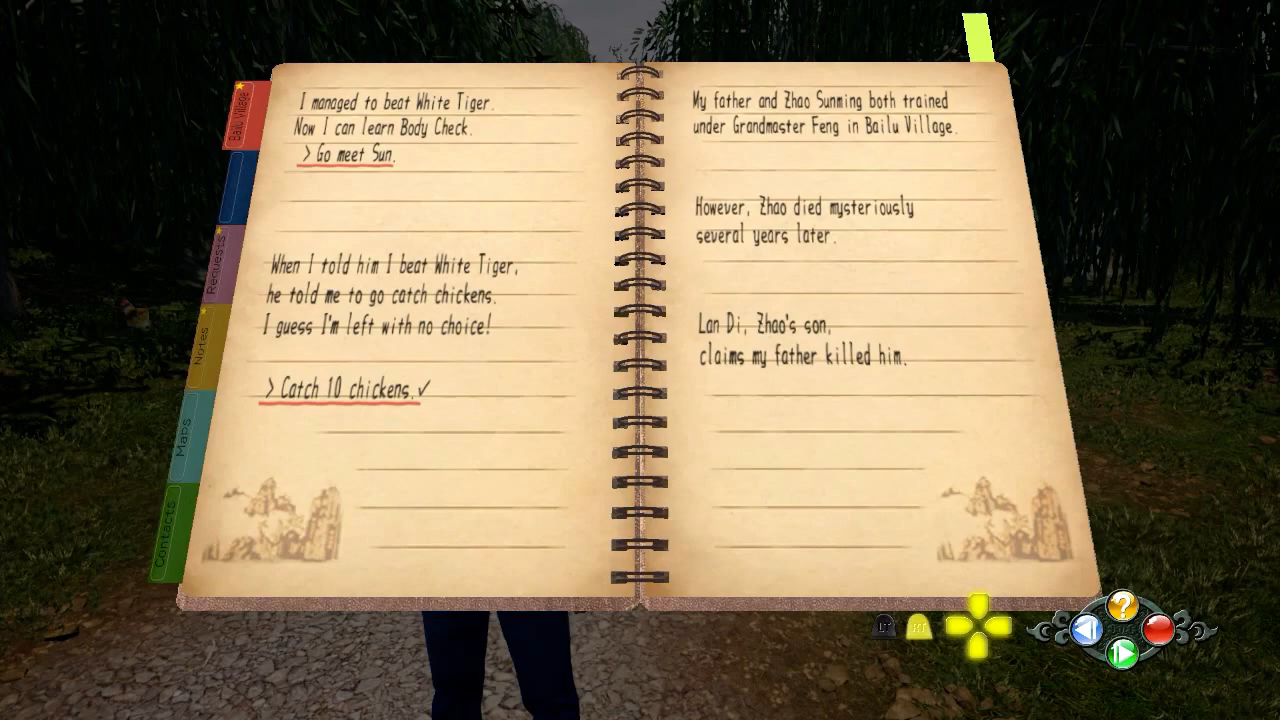 I managed to beat White Tiger.
Now I can learn Body Check.
> Go meet Sun.
When I told him I beat White Tiger,
he told me to go catch chickens.
I guess I'm left with no choice!
> Catch 10 chickens. ✓
My father and Zhao Sunming both trained
under Grandmaster Feng in Bailu Village.
However, Zhao died mysteriously
several years later.
Lan Di, Zhao's son,
claims my father killed him.
Bailu Village
Requests
Notes
Maps
Contacts
LT
RT
?